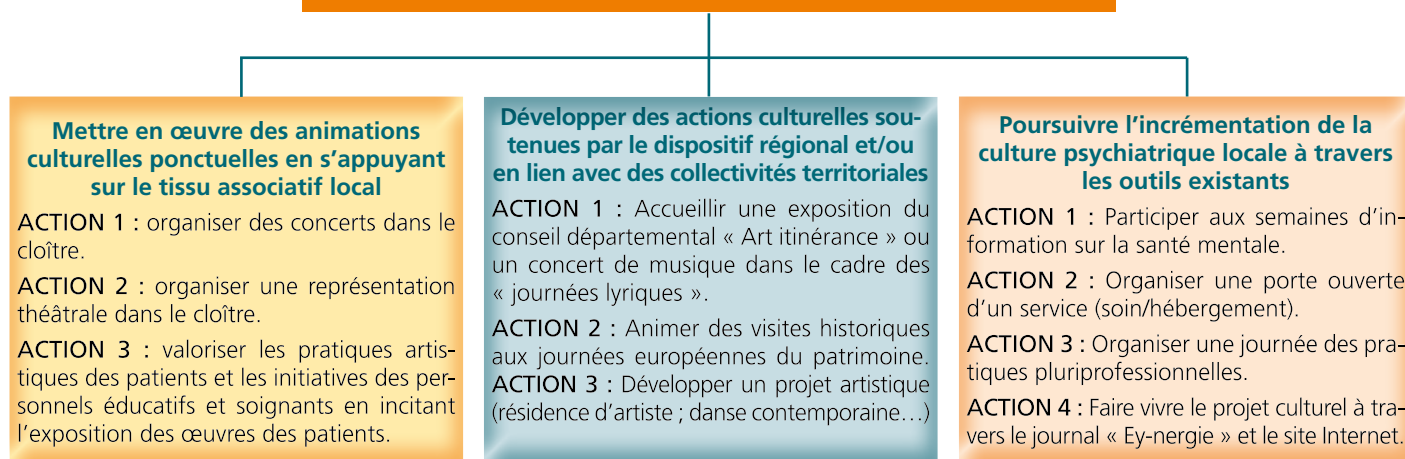 Mettre en œuvre des animations
culturelles ponctuelles en s’appuyant
sur le tissu associatif local
ACTION 1 : organiser des concerts dans le
cloître.
ACTION 2 : organiser une représentation
théâtrale dans le cloître.
ACTION 3 : valoriser les pratiques artis-
tiques des patients et les initiatives des per-
sonnels éducatifs et soignants en incitant
l’exposition des œuvres des patients.
Développer des actions culturelles sou-
tenues par le dispositif régional et/ou
en lien avec des collectivités territoriales
ACTION 1 : Accueillir une exposition du
conseil départemental « Art itinérance » ou
un concert de musique dans le cadre des
« journées lyriques ».
ACTION 2 : Animer des visites historiques
aux journées européennes du patrimoine.
ACTION 3 : Développer un projet artistique
(résidence d’artiste ; danse contemporaine…)
Poursuivre l’incrémentation de la
culture psychiatrique locale à travers
les outils existants
ACTION 1 : Participer aux semaines d’in-
formation sur la santé mentale.
ACTION 2 : Organiser une porte ouverte
d’un service (soin/hébergement).
ACTION 3 : Organiser une journée des pra-
tiques pluriprofessionnelles.
ACTION 4 : Faire vivre le projet culturel à tra-
vers le journal « Ey-nergie » et le site Internet.